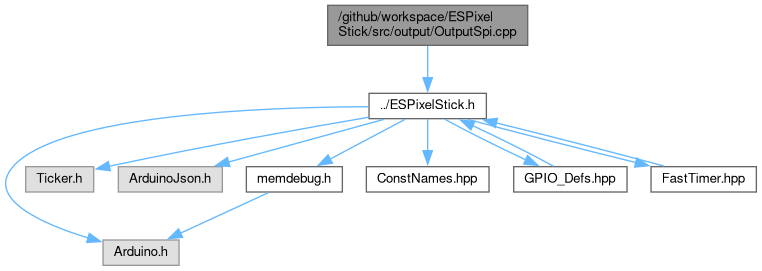 /github/workspace/ESPixel
Stick/src/output/OutputSpi.cpp
../ESPixelStick.h
Ticker.h
ArduinoJson.h
memdebug.h
ConstNames.hpp
GPIO_Defs.hpp
FastTimer.hpp
Arduino.h